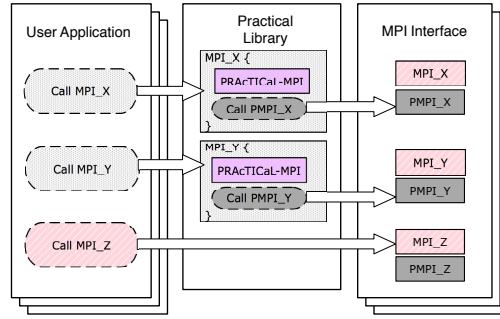 User Application
Call MPI_X
Call MPI_Y
Call MPI_Z
Practical
Library
MPI_X {
PRAcTICaL-MPI
Call PMPI_X
}
MPI_Y {
PRAcTICaL-MPI
Call PMPI_Y
}
MPI Interface
MPI_X
PMPI_X
MPI_Y
PMPI_Y
MPI_Z
PMPI_Z